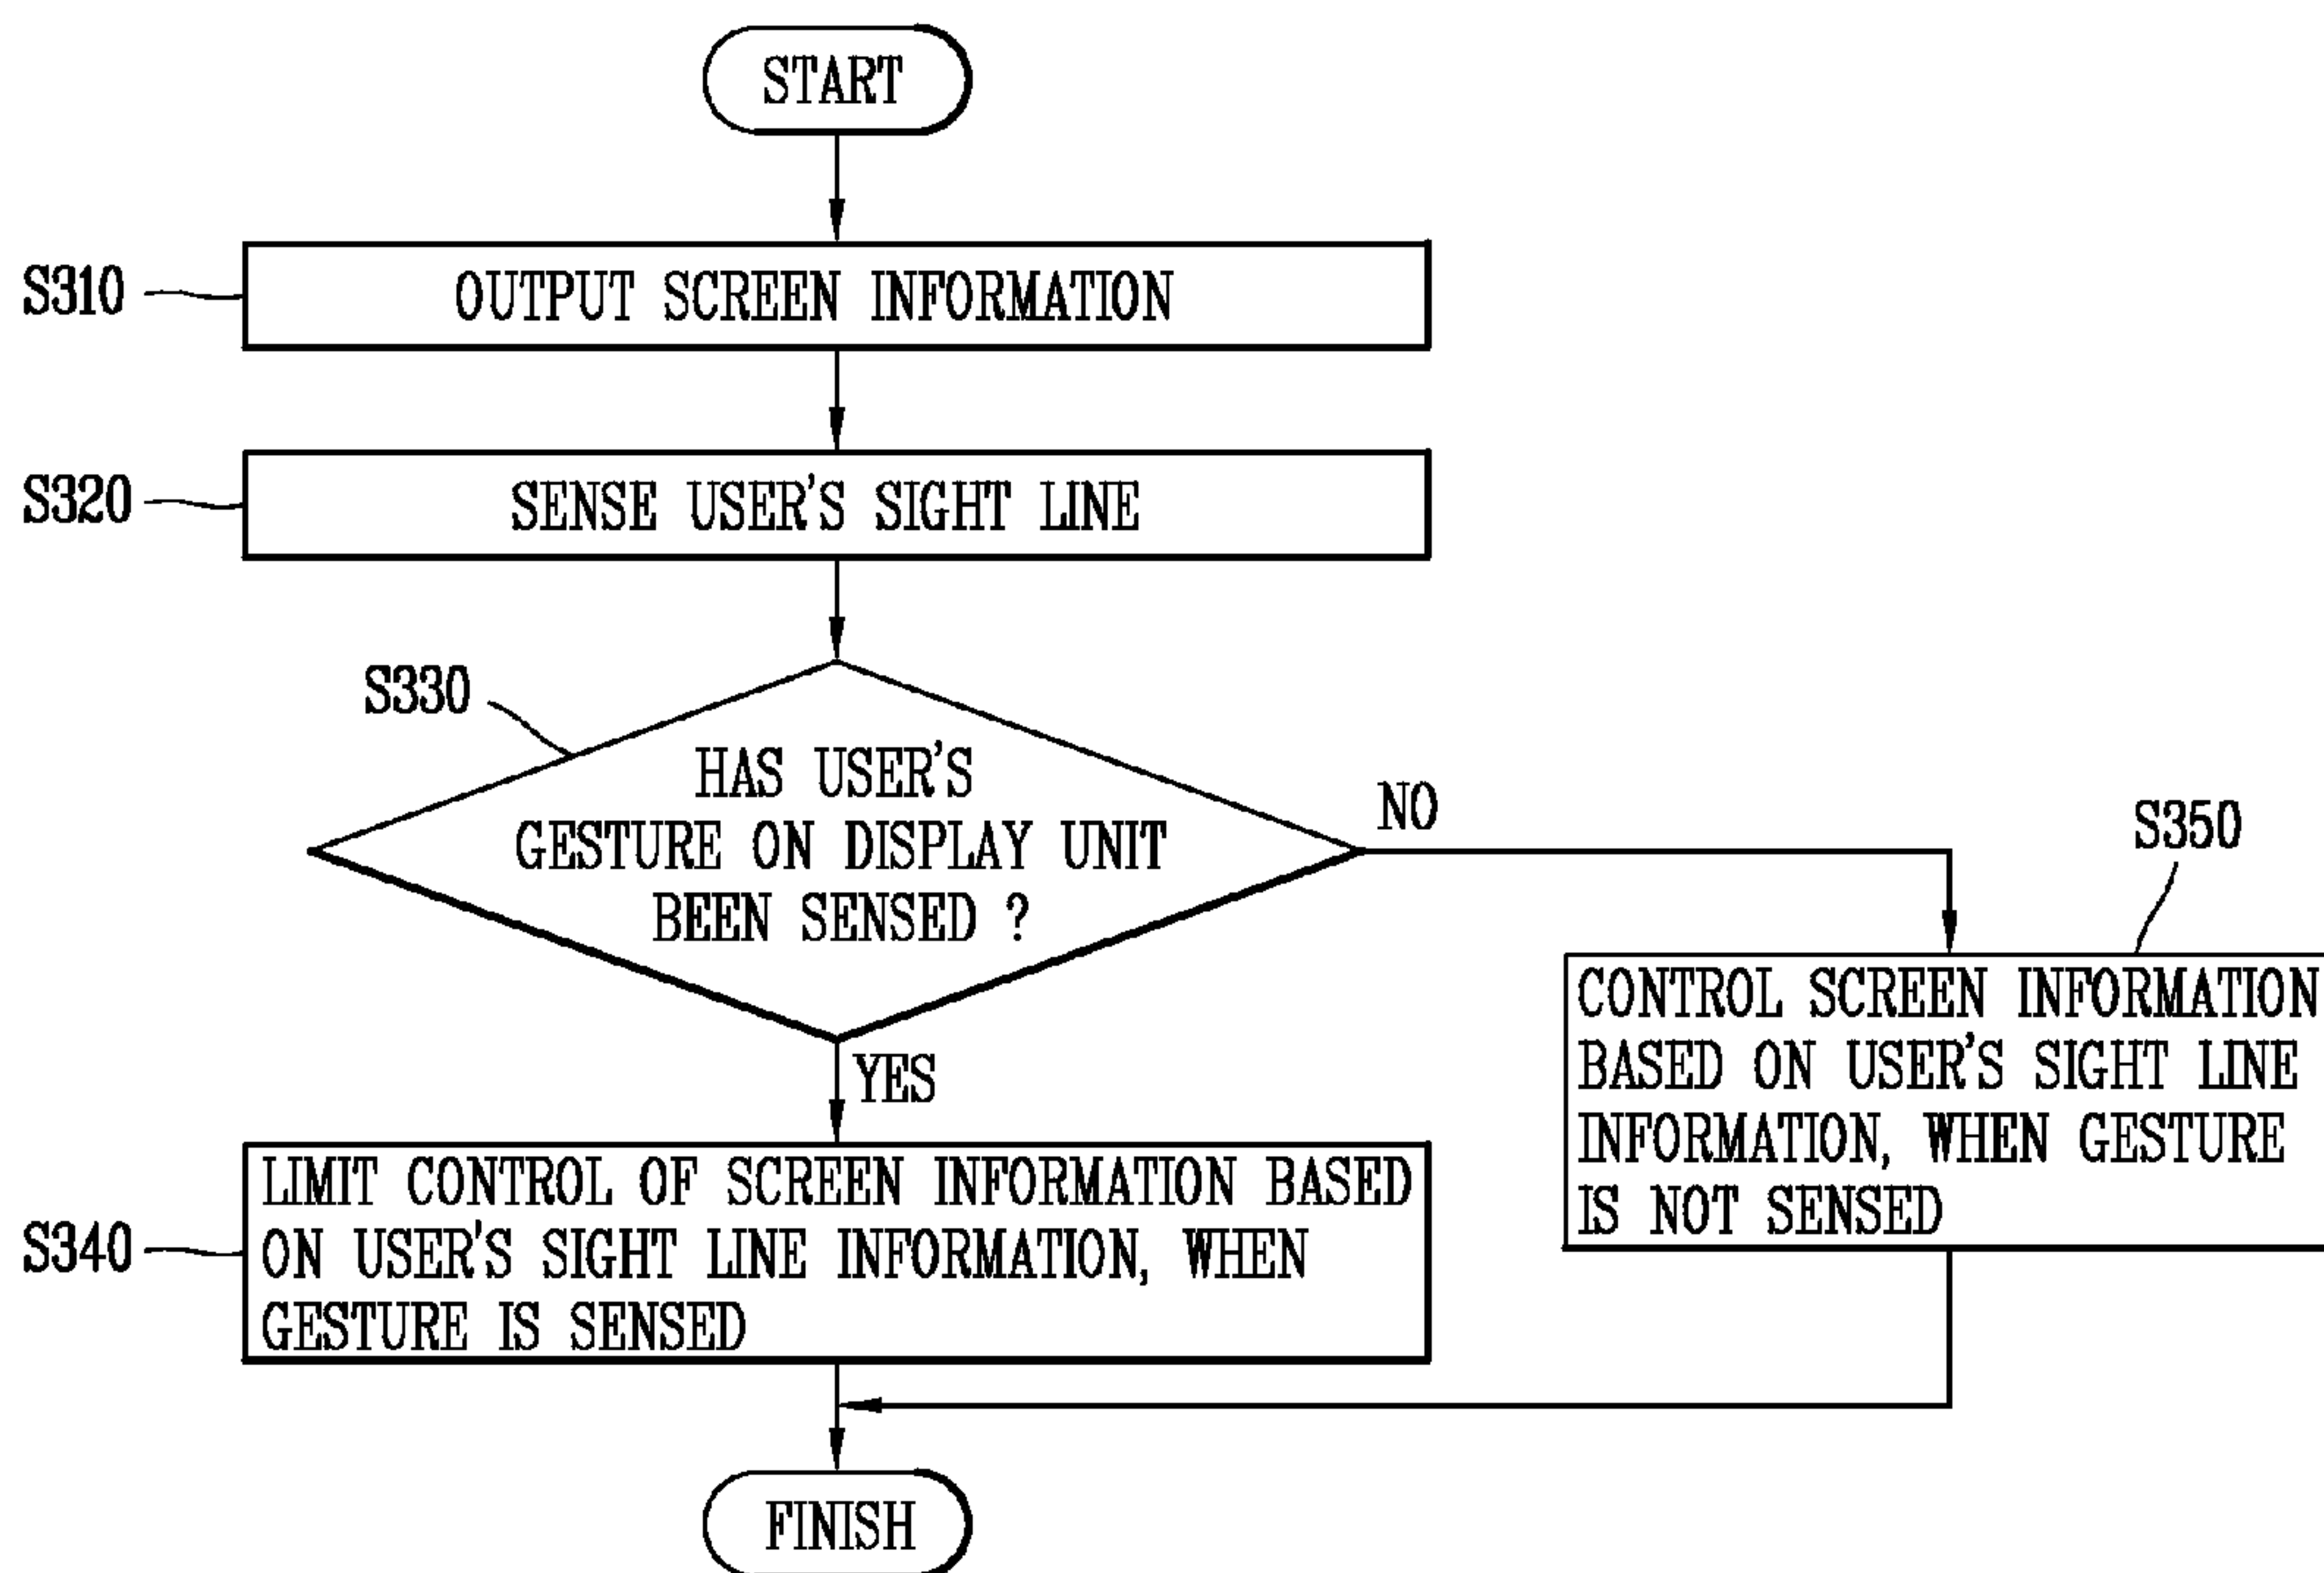 START
S310
OUTPUT SCREEN INFORMATION
S320
SENSE USER'S SIGHT LINE
S330
HAS USER'S
GESTURE ON DISPLAY UNIT
BEEN SENSED ?
NO
S350
CONTROL SCREEN INFORMATION
BASED ON USER'S SIGHT LINE
INFORMATION, WHEN GESTURE
IS NOT SENSED
YES
S340
LIMIT CONTROL OF SCREEN INFORMATION BASED
ON USER'S SIGHT LINE INFORMATION, WHEN
GESTURE IS SENSED
FINISH